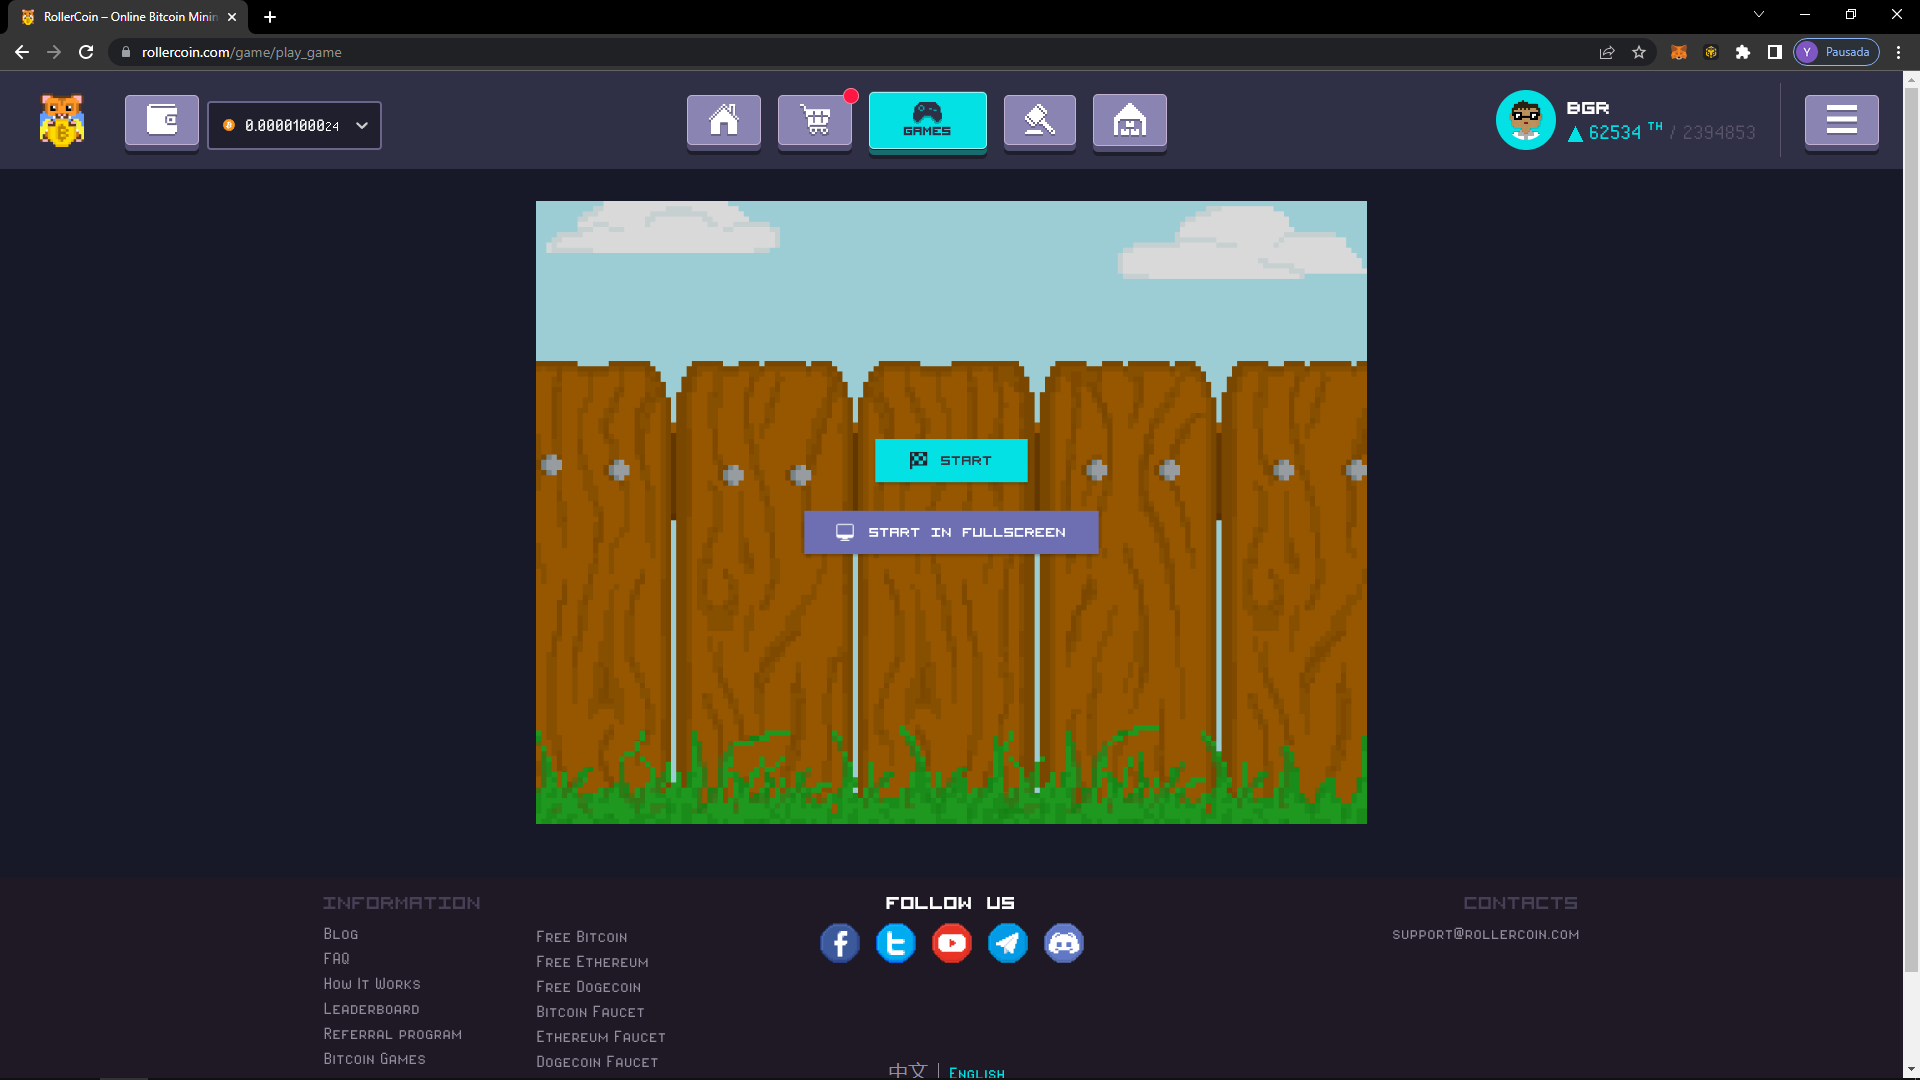 RollerCoin – Online Bitcoin Minin
rollercoin.com/game/play_game
Y Pausada
0.0000100024
GAMES
BGR
62534 TH / 2394853
START
START IN FULLSCREEN
INFORMATION
Blog
FAQ
How It Works
Leaderboard
Referral program
Bitcoin Games
Free Bitcoin
Free Ethereum
Free Dogecoin
Bitcoin Faucet
Ethereum Faucet
Dogecoin Faucet
FOLLOW US
中文 | English
CONTACTS
support@rollercoin.com